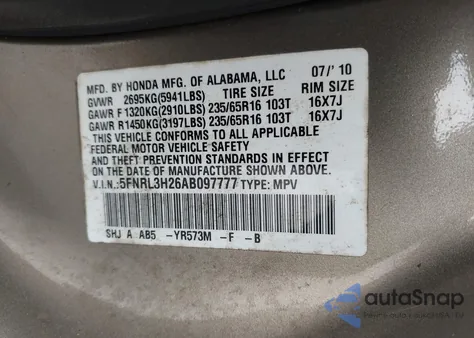 MFD. BY HONDA MFG. OF ALABAMA, LLC 07/'10
GVWR 2695KG(5941LBS) TIRE SIZE RIM SIZE
GAWR F1320KG(2910LBS) 235/65R16 103T 16X7J
GAWR R1450KG(3197LBS) 235/65R16 103T 16X7J
THIS VEHICLE CONFORMS TO ALL APPLICABLE
FEDERAL MOTOR VEHICLE SAFETY
AND THEFT PREVENTION STANDARDS IN EFFECT
ON THE DATE OF MANUFACTURE SHOWN ABOVE.
V.I.N.:5FNRL3H26AB097777 TYPE: MPV
SHJ A A85 -YR573M -F -B
autoSnap